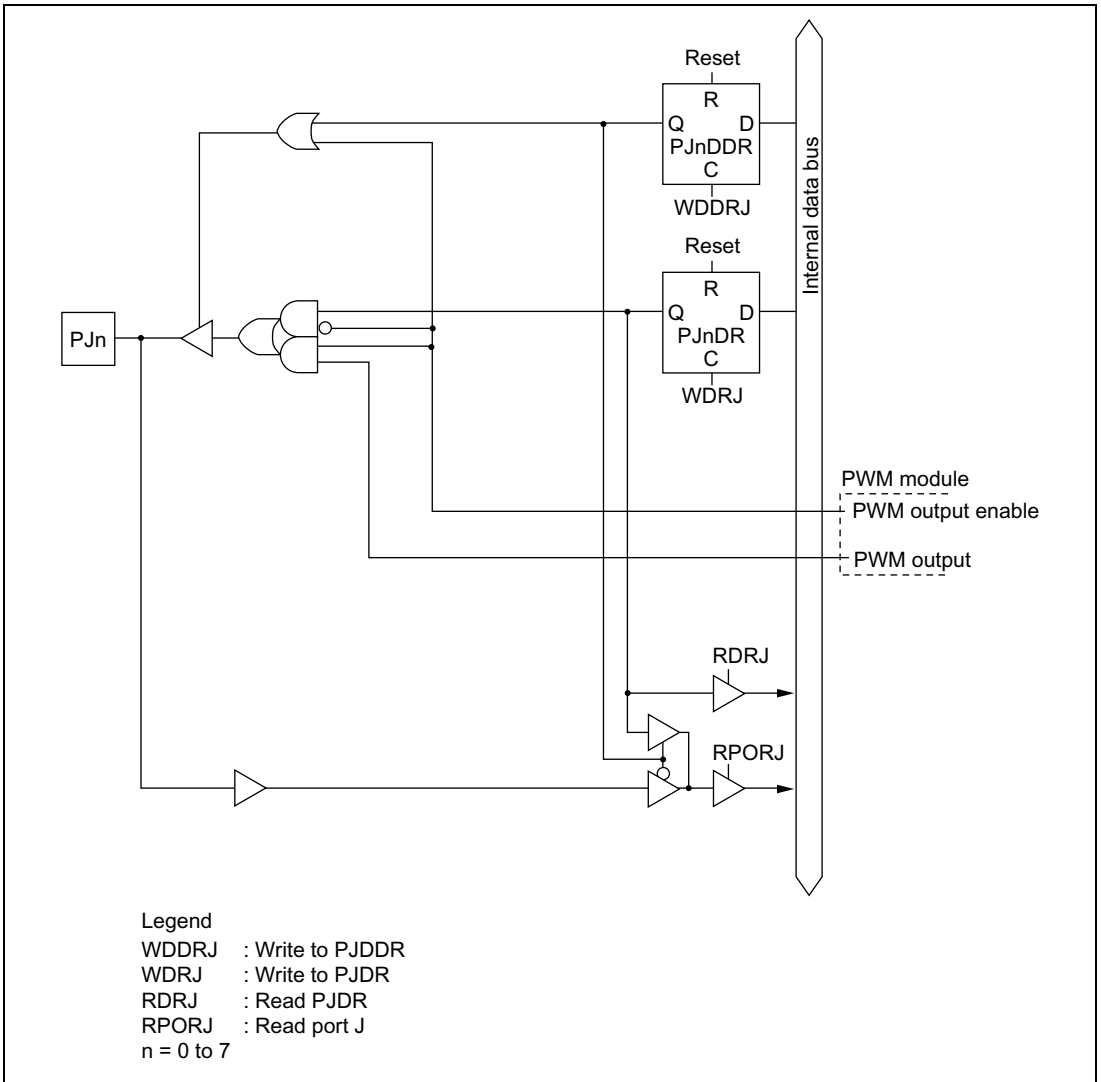 Reset
R
Q D
PJnDDR
C
WDDRJ
Internal data bus
Reset
R
Q D
PJnDR
C
WDRJ
PJn
PWM module
PWM output enable
PWM output
RDRJ
RPORJ
Legend
WDDRJ : Write to PJDDR
WDRJ : Write to PJDR
RDRJ : Read PJDR
RPORJ : Read port J
n = 0 to 7